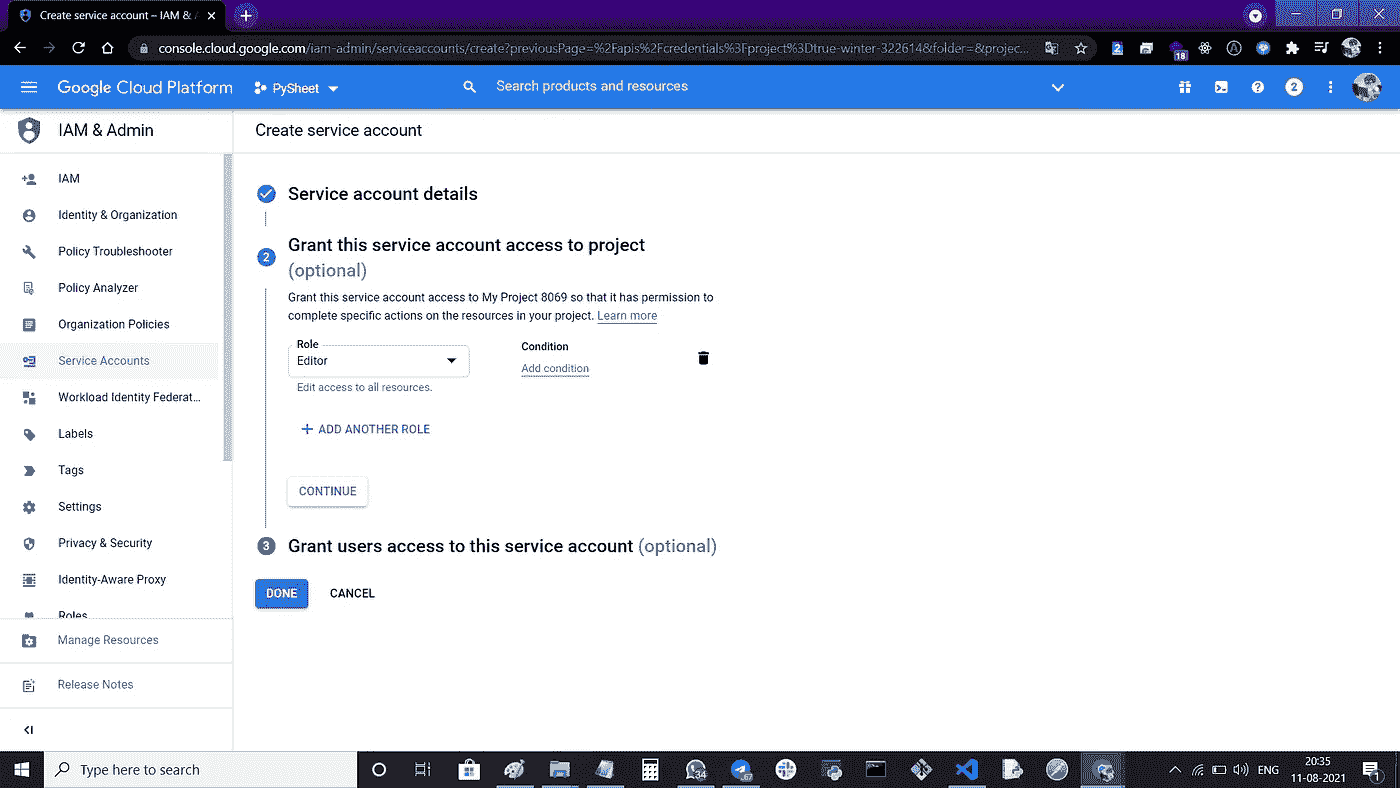 Create service account – IAM & A
console.cloud.google.com/iam-admin/serviceaccounts/create?previousPage=%2Fapis%2Fcredentials%3Fproject%3Dtrue-winter-322614&folder=&projec...
2
18
Google Cloud Platform
PySheet
Search products and resources
2
IAM & Admin
Create service account
IAM
Identity & Organization
Policy Troubleshooter
Policy Analyzer
Organization Policies
Service Accounts
Workload Identity Federat...
Labels
Tags
Settings
Privacy & Security
Identity-Aware Proxy
Roles
Manage Resources
Release Notes
Service account details
2
Grant this service account access to project
(optional)
Grant this service account access to My Project 8069 so that it has permission to
complete specific actions on the resources in your project. Learn more
Role
Editor
Edit access to all resources.
Condition
Add condition
+ ADD ANOTHER ROLE
CONTINUE
3
Grant users access to this service account (optional)
DONE
CANCEL
Type here to search
34
67
ENG
20:35
11-08-2021
1